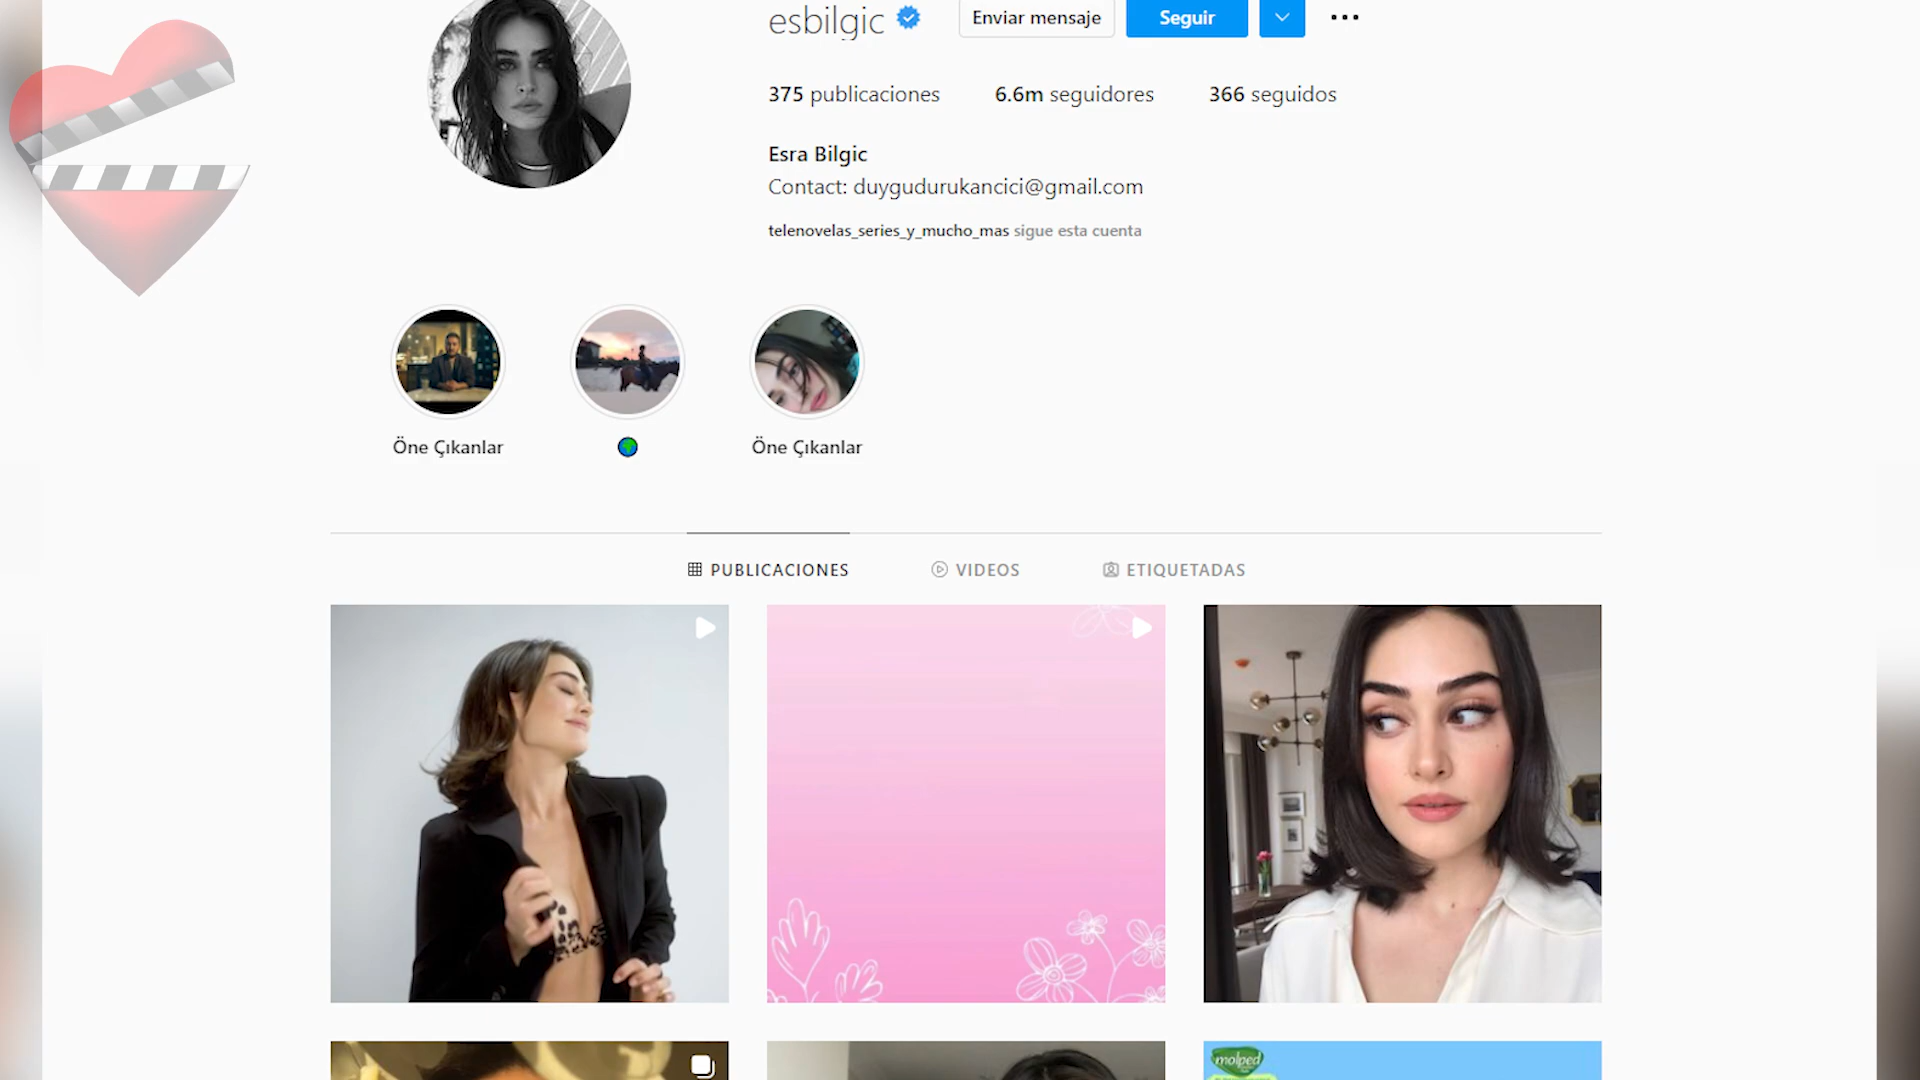 esbilgic
Enviar mensaje
Seguir
375 publicaciones
6.6m seguidores
366 seguidos
Esra Bilgic
Contact: duygudurukancici@gmail.com
telenovelas_series_y_mucho_mas sigue esta cuenta
Öne Çıkanlar
Öne Çıkanlar
PUBLICACIONES
VIDEOS
ETIQUETADAS
molped